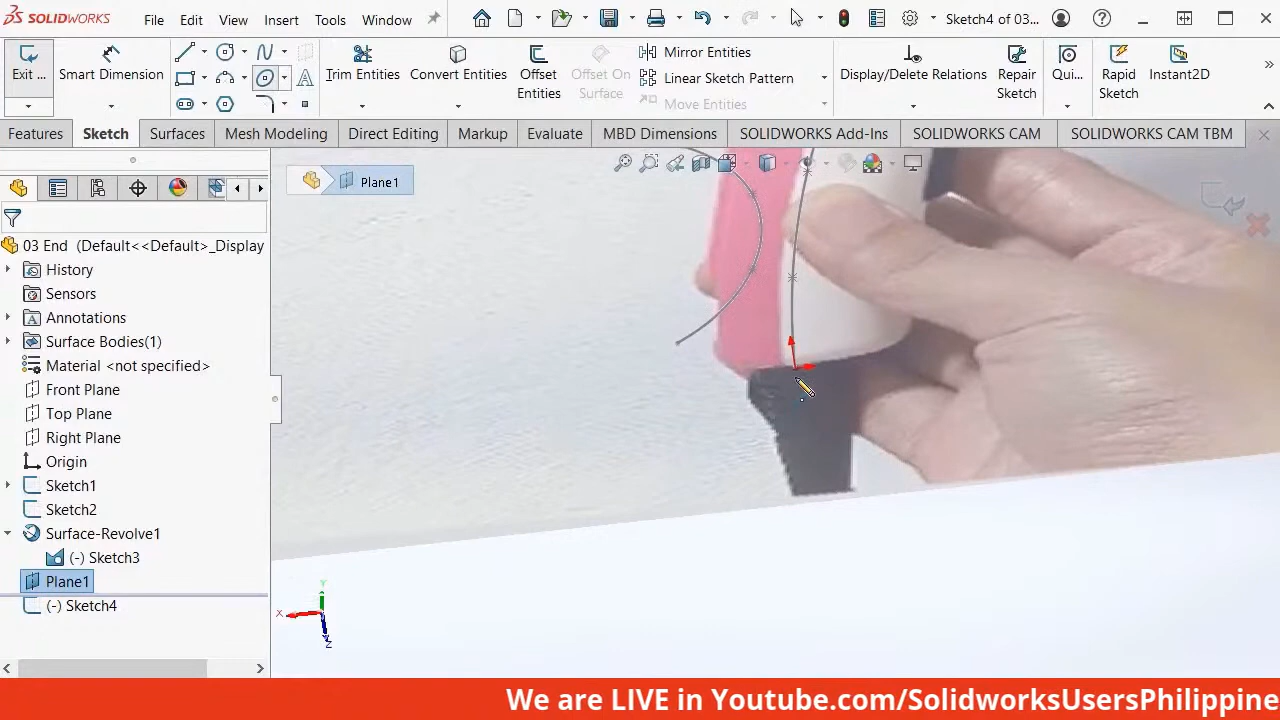 SOLIDWORKS File Edit View Insert Tools Window Sketch4 of 03...
Exit ... Smart Dimension Trim Entities Convert Entities Offset Entities Offset On Surface Mirror Entities Linear Sketch Pattern Move Entities Display/Delete Relations Repair Sketch Qui... Rapid Sketch Instant2D
Features Sketch Surfaces Mesh Modeling Direct Editing Markup Evaluate MBD Dimensions SOLIDWORKS Add-Ins SOLIDWORKS CAM SOLIDWORKS CAM TBM
Plane1
03 End (Default<<Default>_Display
History
Sensors
Annotations
Surface Bodies(1)
Material <not specified>
Front Plane
Top Plane
Right Plane
Origin
Sketch1
Sketch2
Surface-Revolve1
(-) Sketch3
Plane1
(-) Sketch4
Y
X
Z
We are LIVE in Youtube.com/SolidworksUsersPhilippine